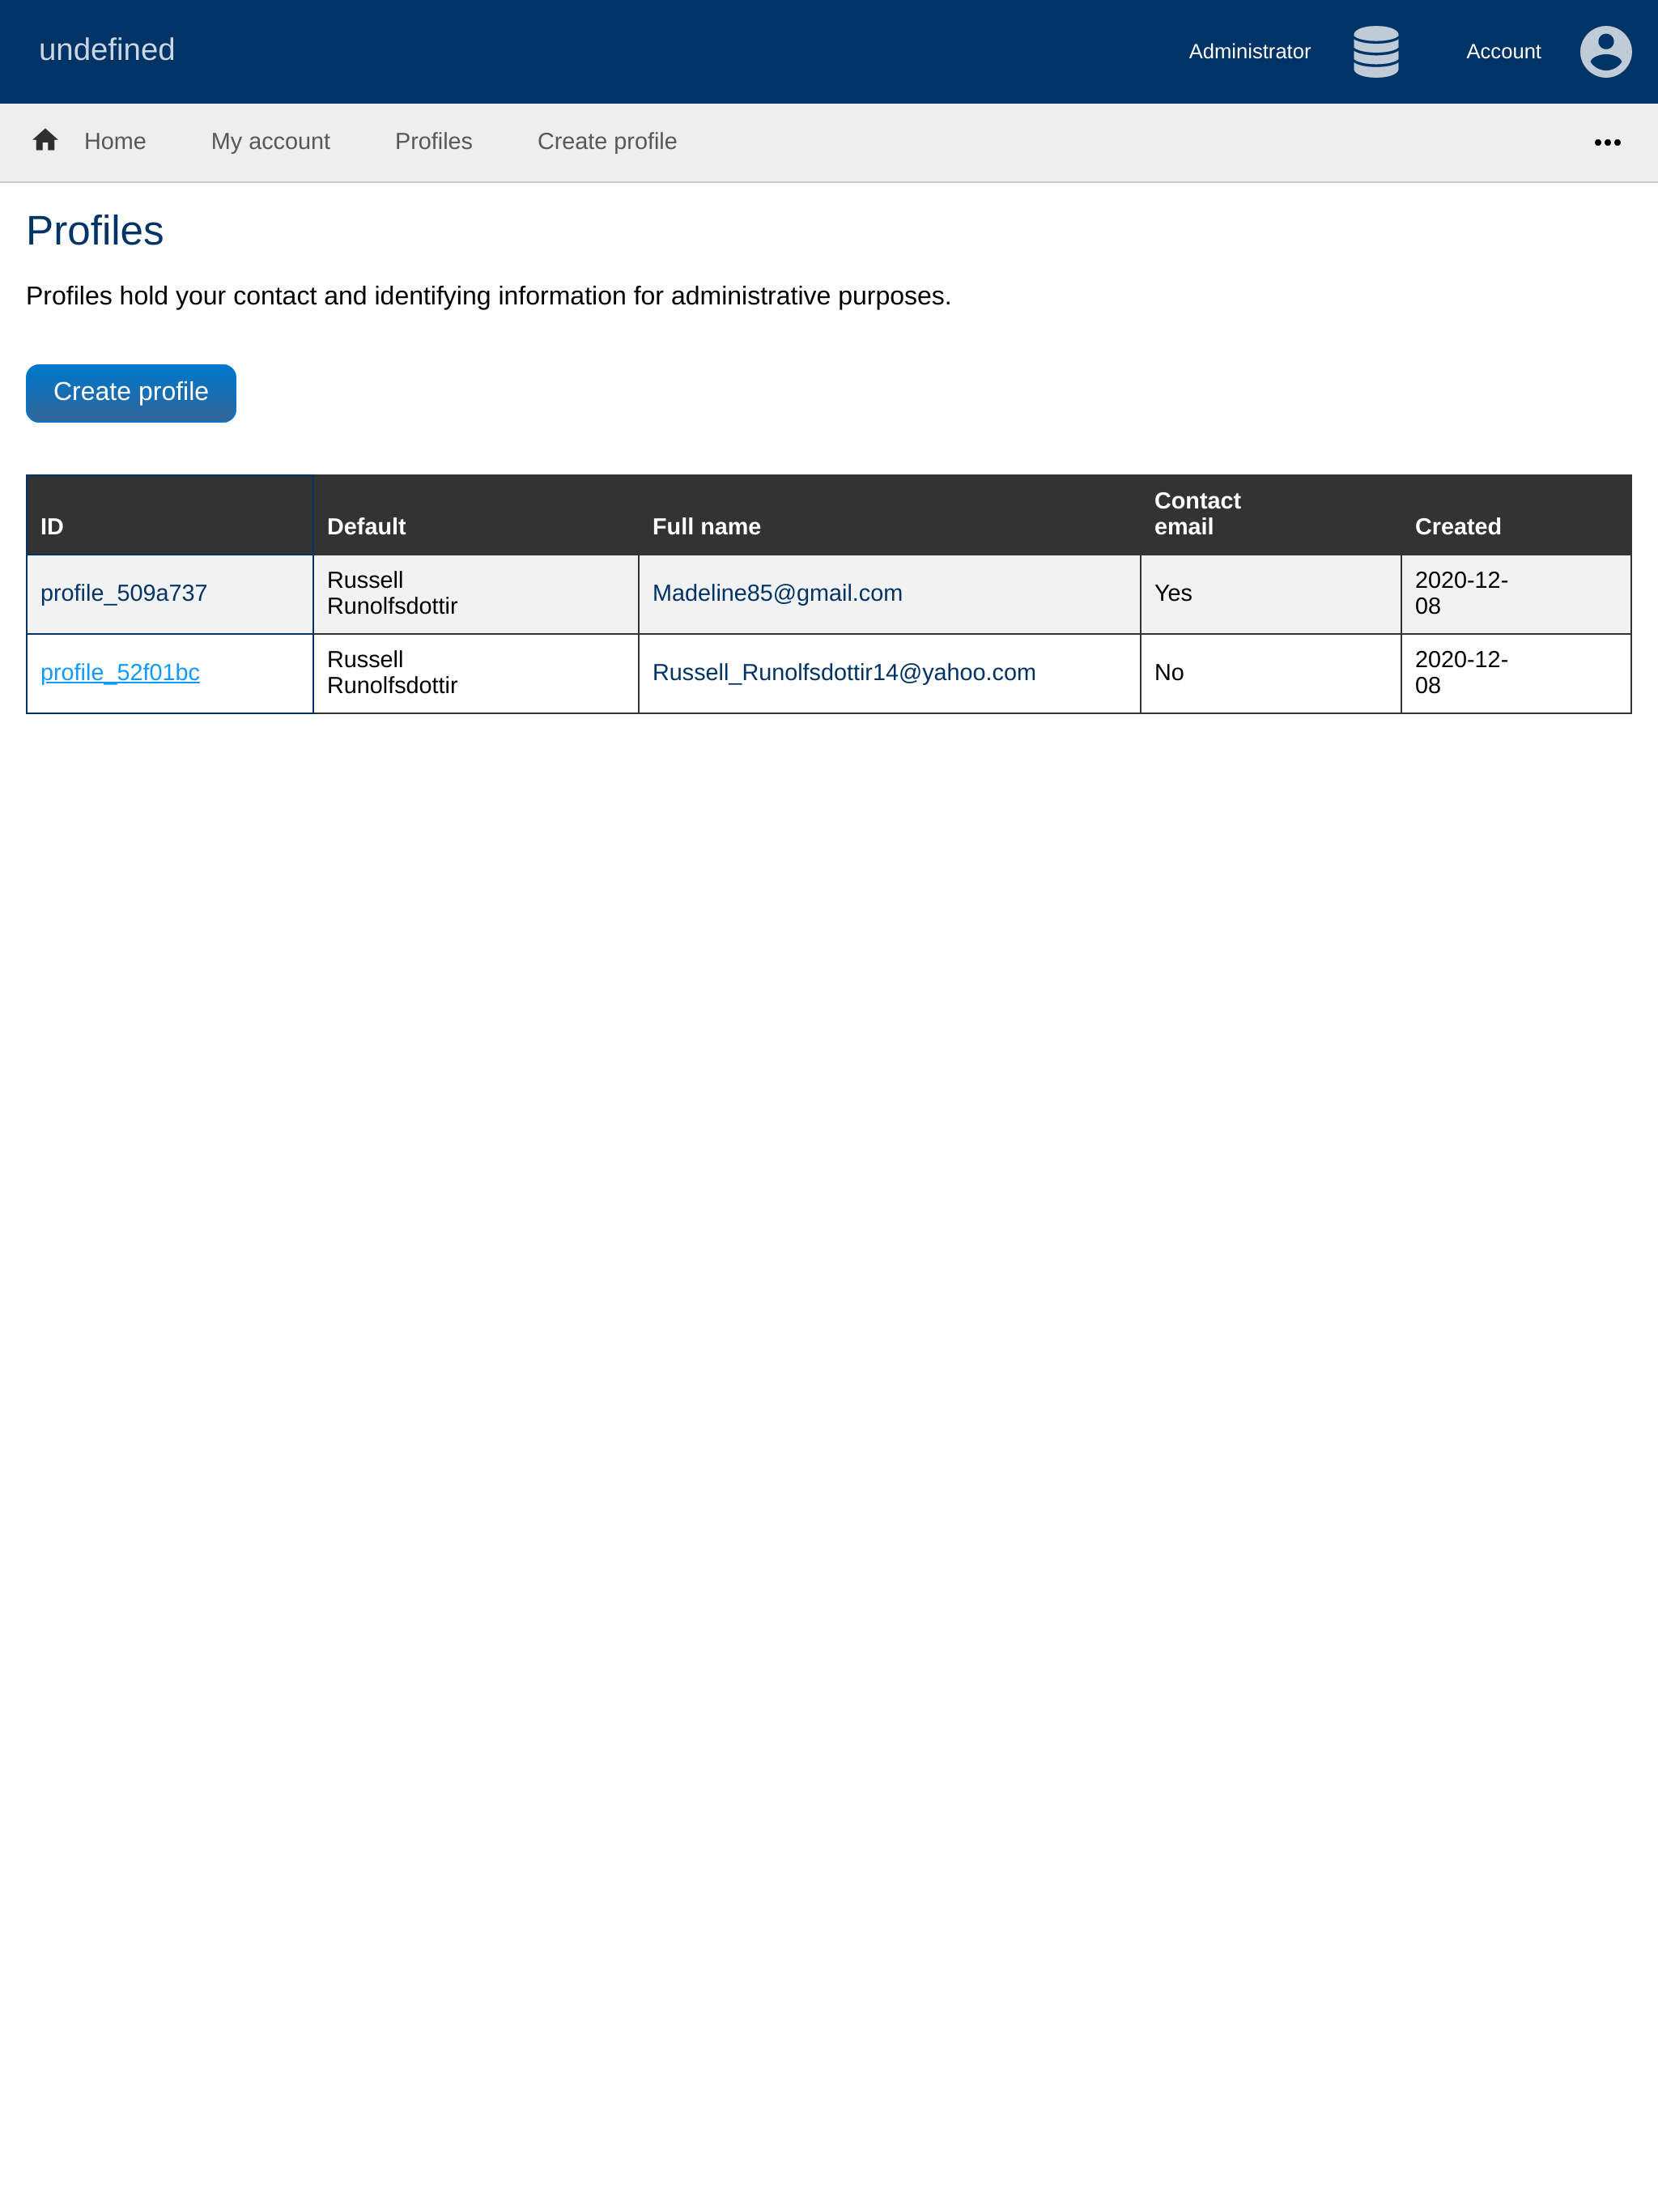 undefined
Administrator
Account
Home
My account
Profiles
Create profile
Profiles
Profiles hold your contact and identifying information for administrative purposes.
Create profile
ID
Default
Full name
Contact
email
Created
profile_509a737
Russell
Runolfsdottir
Madeline85@gmail.com
Yes
2020-12-
08
profile_52f01bc
Russell
Runolfsdottir
Russell_Runolfsdottir14@yahoo.com
No
2020-12-
08